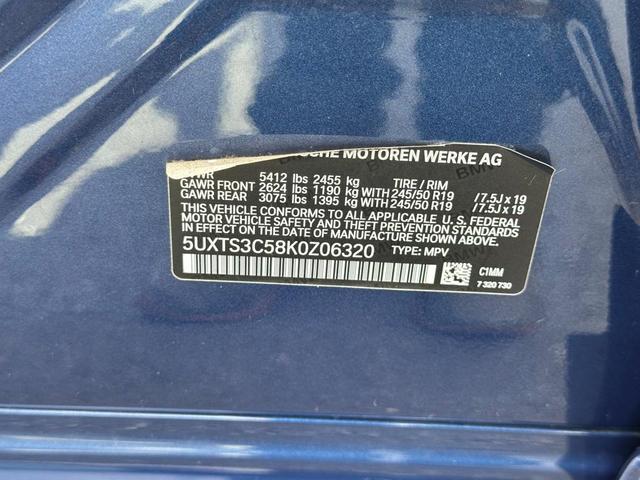 MOTOREN WERKE AG
5412 lbs 2455 kg TIRE / RIM
GAWR FRONT 2624 lbs 1190 kg WITH 245/50 R19 /7.5J x 19
GAWR REAR 3075 lbs 1395 kg WITH 245/50 R19 /7.5J x 19
THIS VEHICLE CONFORMS TO ALL APPLICABLE U. S. FEDERAL
MOTOR VEHICLE SAFETY AND THEFT PREVENTION STANDARDS
IN EFFECT ON THE DATE OF MANUFACTURE SHOWN ABOVE.
5UXTS3C58K0Z06320 TYPE: MPV
C1MM
7 320 730